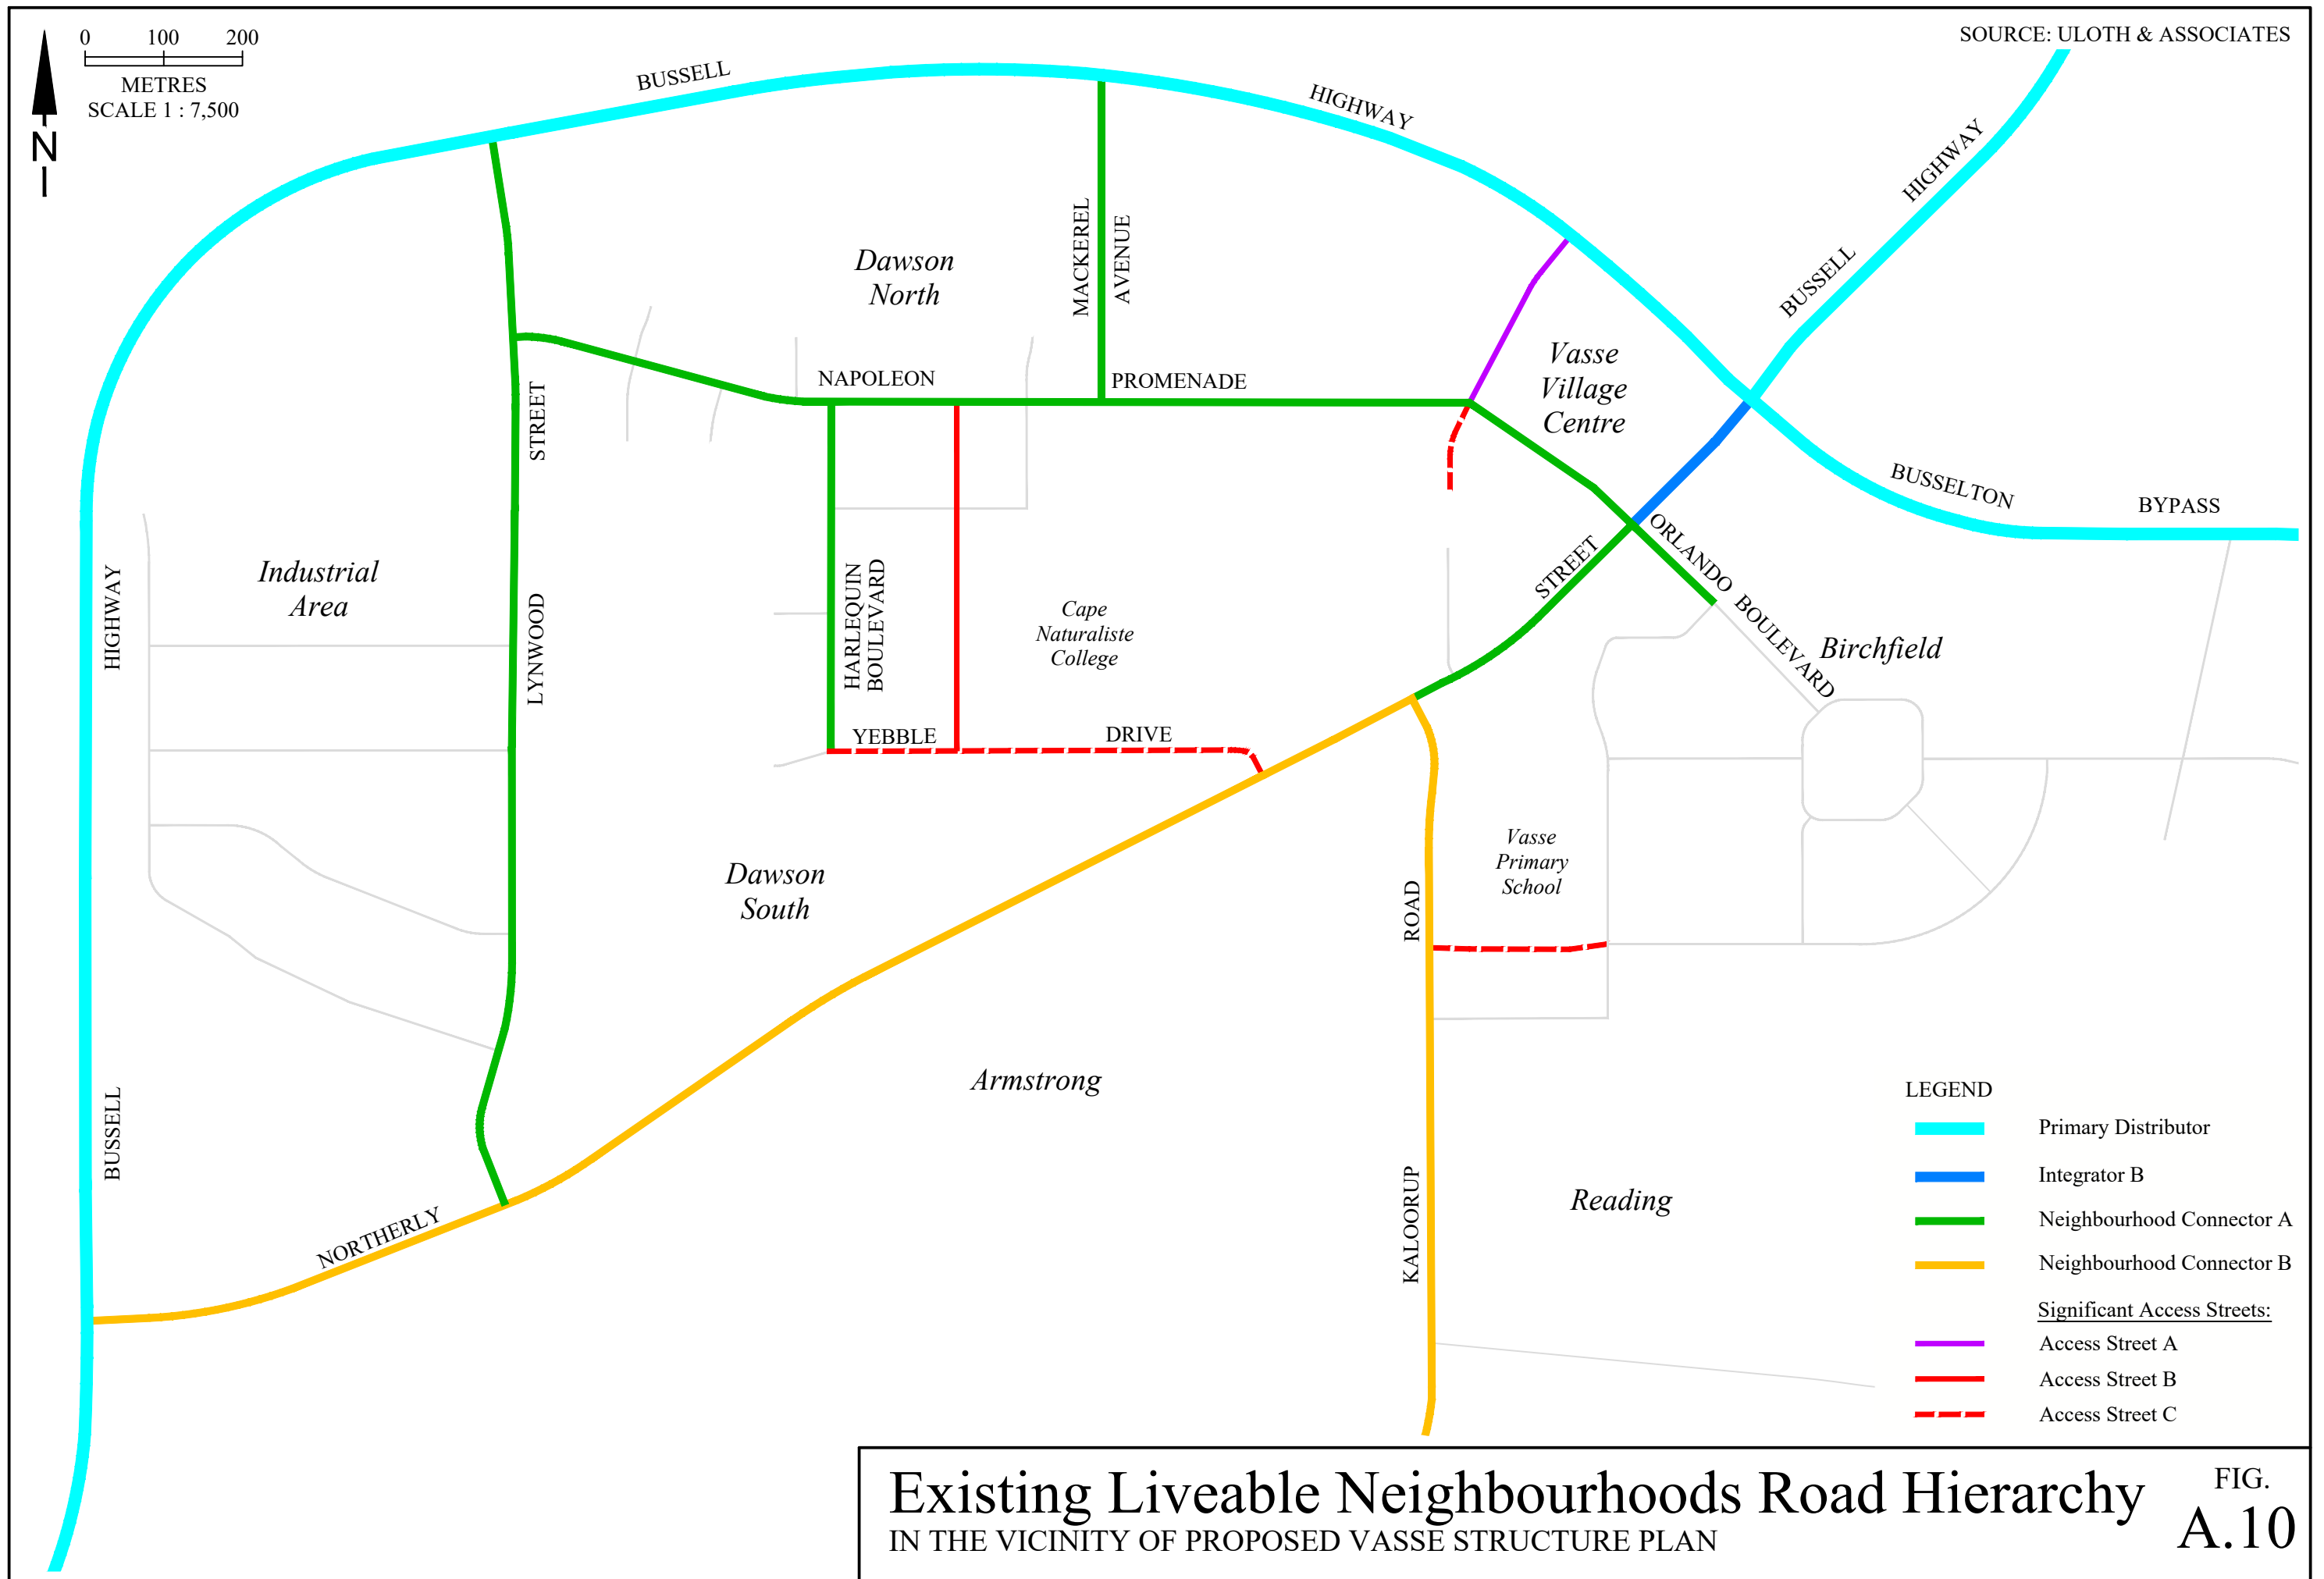 0 100 200
METRES
SCALE 1 : 7,500
N
SOURCE: ULOTH & ASSOCIATES
BUSSELL
HIGHWAY
BUSSELL
HIGHWAY
Dawson
North
MACKEREL
AVENUE
Vasse
Village
Centre
NAPOLEON
PROMENADE
LYNWOOD
STREET
BUSSELTON
BYPASS
BUSSELL
HIGHWAY
Industrial
Area
HARLEQUIN
BOULEVARD
Cape
Naturaliste
College
NORTHERLY
STREET
ORLANDO BOULEVARD
Birchfield
YEBBLE
DRIVE
Dawson
South
Vasse
Primary
School
KALOORUP
ROAD
Armstrong
Reading
LEGEND
Primary Distributor
Integrator B
Neighbourhood Connector A
Neighbourhood Connector B
Significant Access Streets:
Access Street A
Access Street B
Access Street C
Existing Liveable Neighbourhoods Road Hierarchy
IN THE VICINITY OF PROPOSED VASSE STRUCTURE PLAN
FIG.
A.10